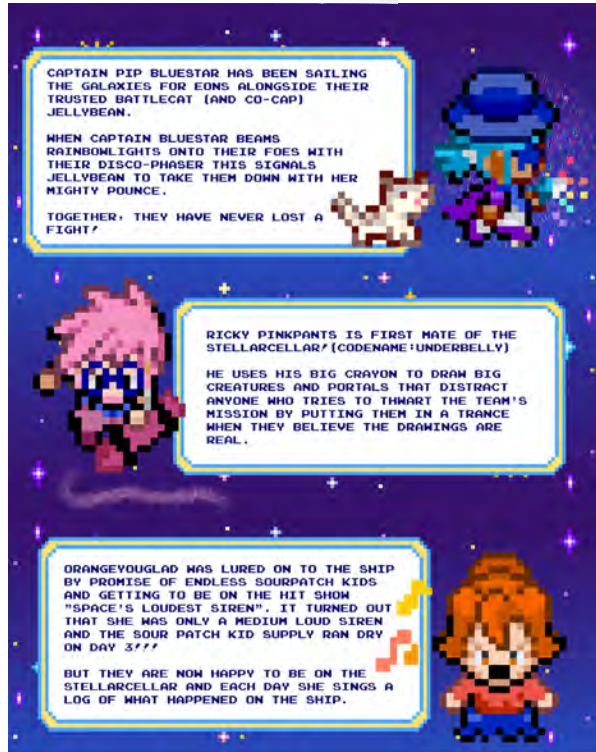 CAPTAIN PIP BLUESTAR HAS BEEN SAILING
THE GALAXIES FOR EONS ALONGSIDE THEIR
TRUSTED BATTLECAT (AND CO-CAP)
JELLYBEAN.
WHEN CAPTAIN BLUESTAR BEAMS
RAINBOWLIGHTS ONTO THEIR FOES WITH
THEIR DISCO-PHASER THIS SIGNALS
JELLYBEAN TO TAKE THEM DOWN WITH HER
MIGHTY POUNCE.
TOGETHER, THEY HAVE NEVER LOST A
FIGHT!
RICKY PINKPANTS IS FIRST MATE OF THE
STELLARCELLAR!(CODENAME:UNDERBELLY)
HE USES HIS BIG CRAYON TO DRAW BIG
CREATURES AND PORTALS THAT DISTRACT
ANYONE WHO TRIES TO THWART THE TEAM'S
MISSION BY PUTTING THEM IN A TRANCE
WHEN THEY BELIEVE THE DRAWINGS ARE
REAL.
ORANGEYOUGLAD WAS LURED ON TO THE SHIP
BY PROMISE OF ENDLESS SOURPATCH KIDS
AND GETTING TO BE ON THE HIT SHOW
"SPACE'S LOUDEST SIREN". IT TURNED OUT
THAT SHE WAS ONLY A MEDIUM LOUD SIREN
AND THE SOUR PATCH KID SUPPLY RAN DRY
ON DAY 3!!!
BUT THEY ARE NOW HAPPY TO BE ON THE
STELLARCELLAR AND EACH DAY SHE SINGS A
LOG OF WHAT HAPPENED ON THE SHIP.